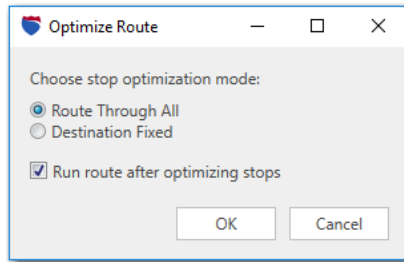 Optimize Route
Choose stop optimization mode:
Route Through All
Destination Fixed
Run route after optimizing stops
OK Cancel